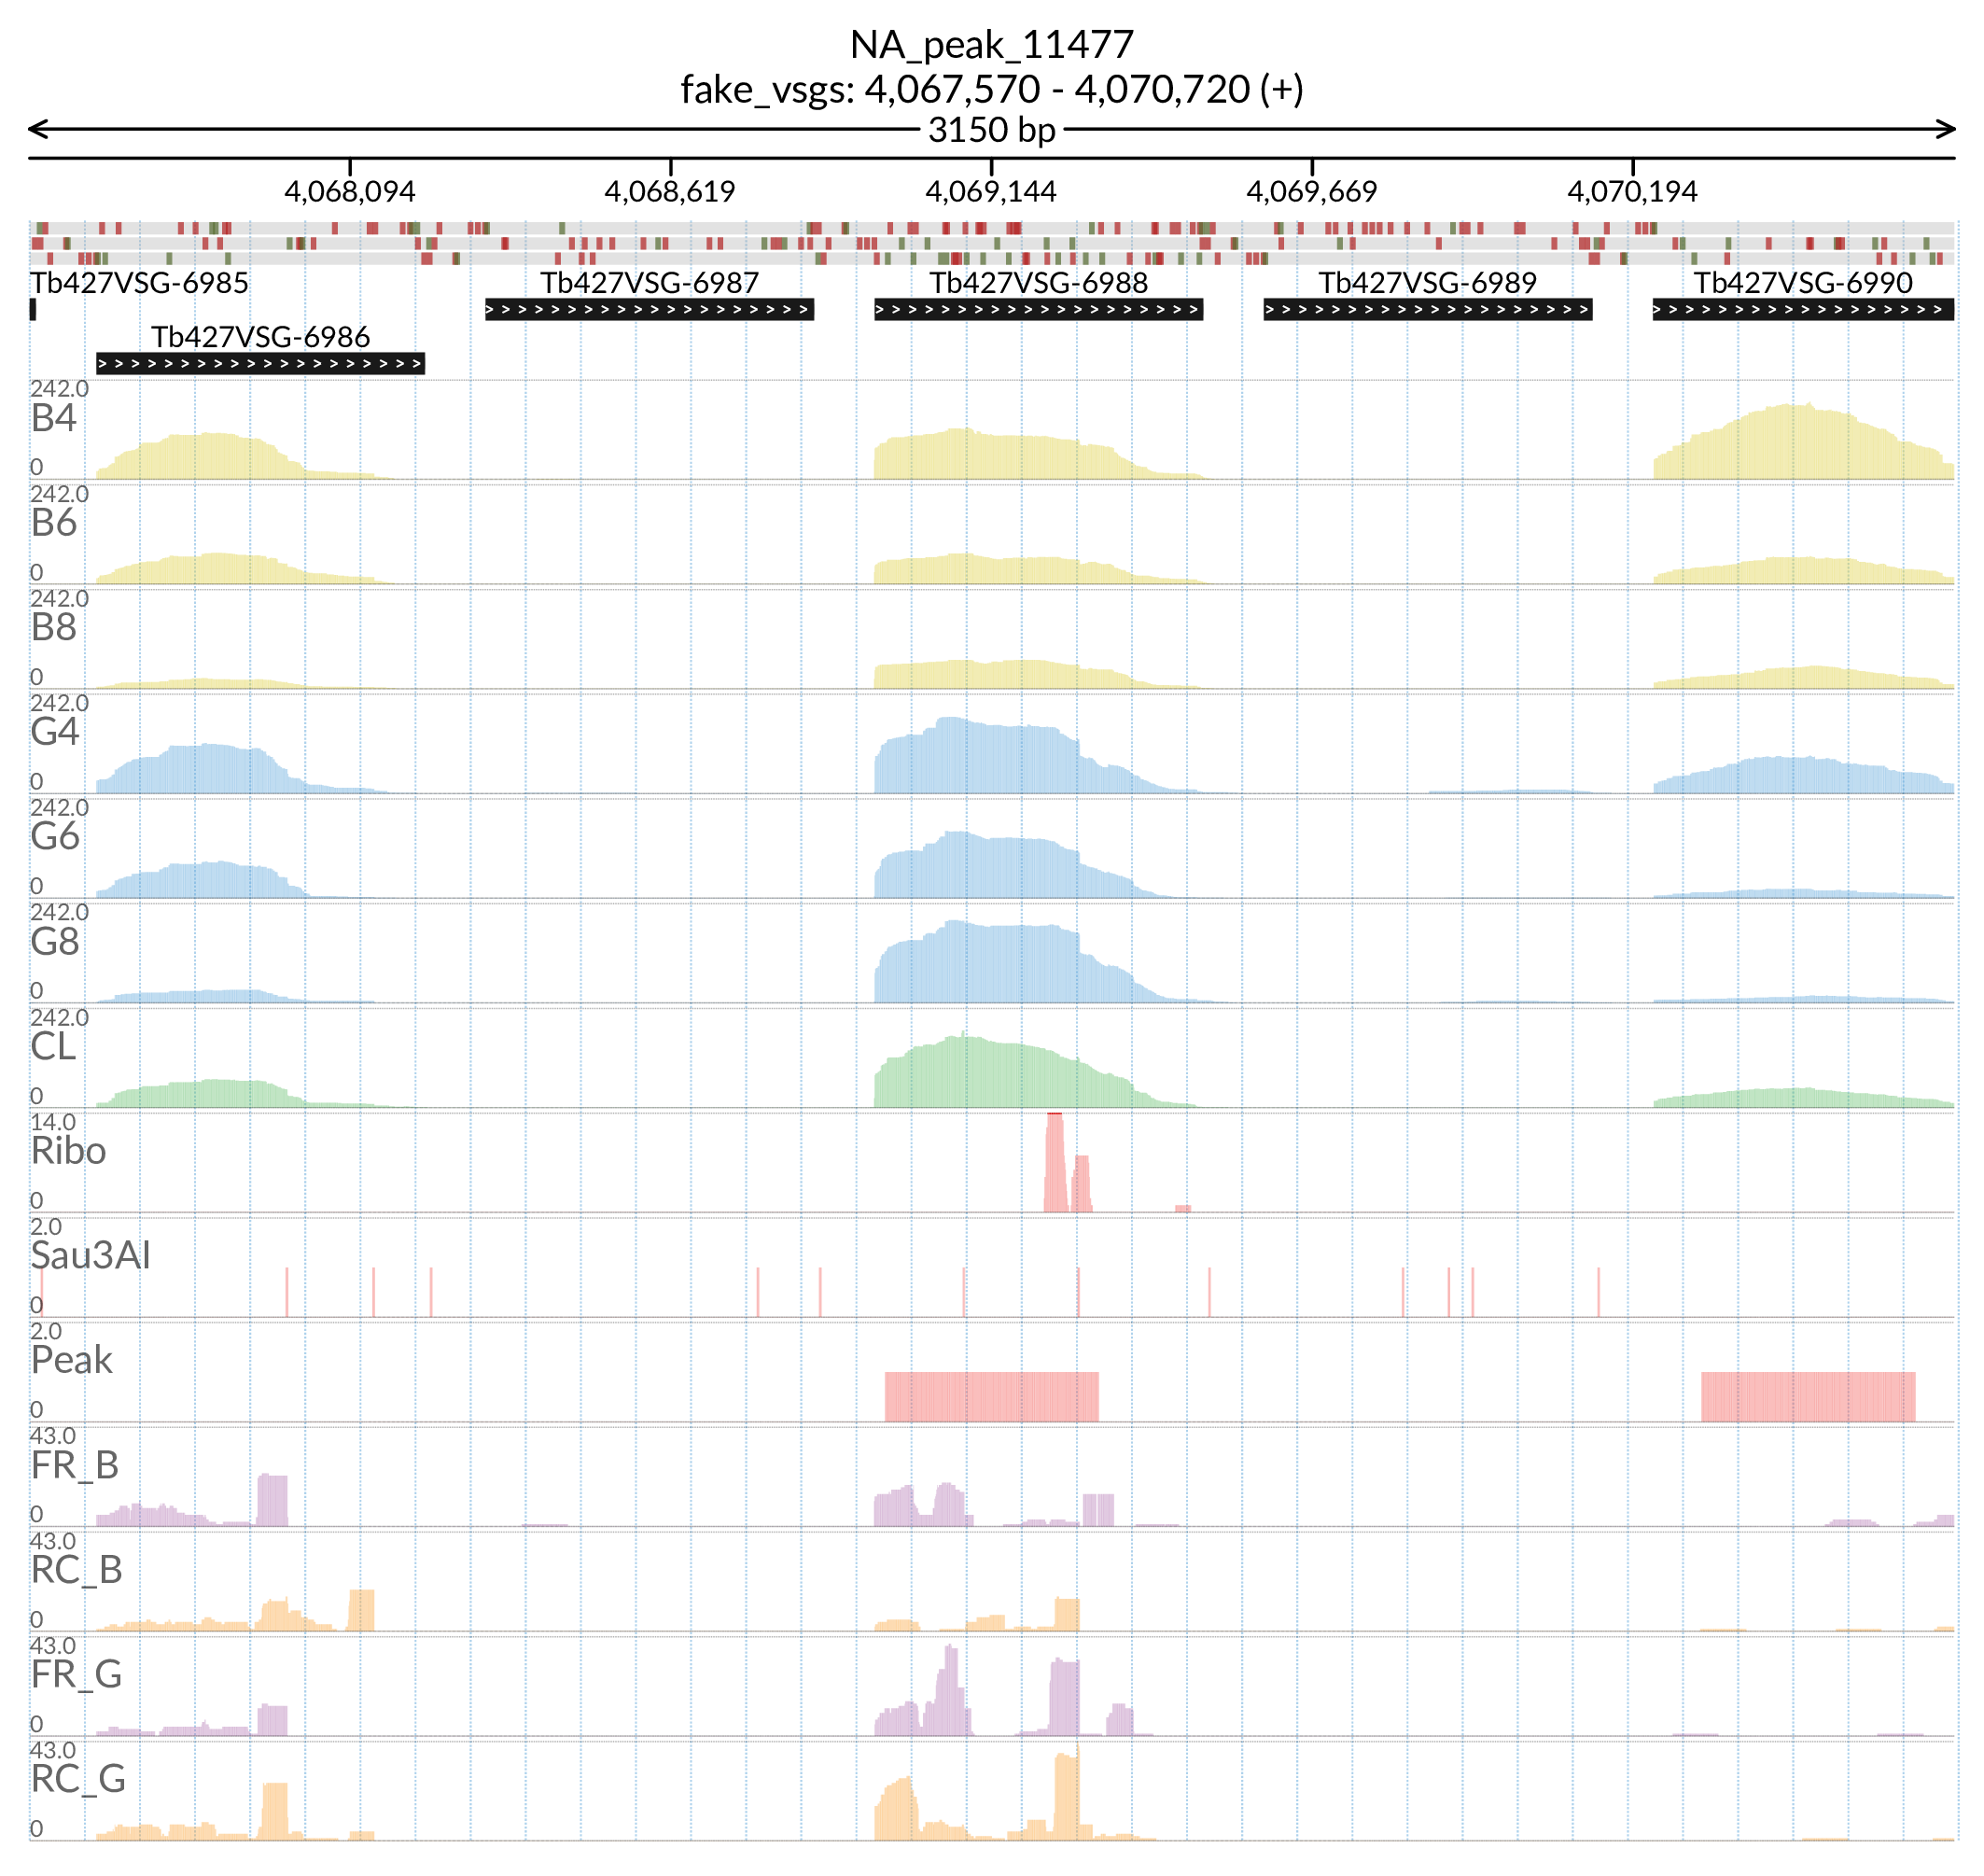 NA_peak_11477
fake_vsgs: 4,067,570 - 4,070,720 (+)
3150 bp
4,068,094 4,068,619 4,069,144 4,069,669 4,070,194
Tb427VSG-6985 Tb427VSG-6987 Tb427VSG-6988 Tb427VSG-6989 Tb427VSG-6990
Tb427VSG-6986
242.0
B4
0
242.0
B6
0
242.0
B8
0
242.0
G4
0
242.0
G6
0
242.0
G8
0
242.0
CL
0
14.0
Ribo
0
2.0
Sau3AI
0
2.0
Peak
0
43.0
FR_B
0
43.0
RC_B
0
43.0
FR_G
0
43.0
RC_G
0